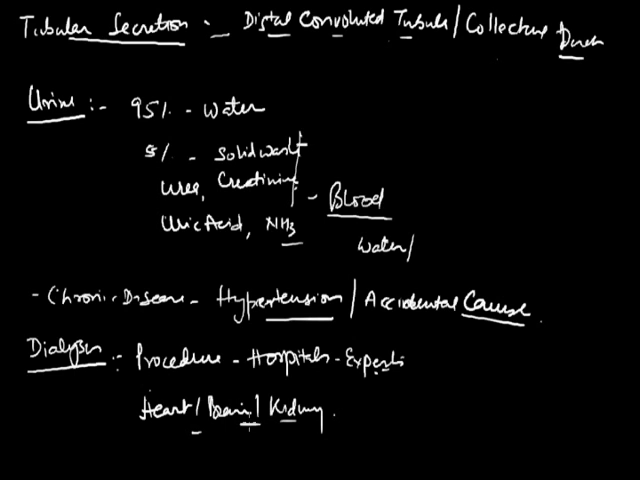 Tubular Secretion - Distal Convoluted Tubule / Collecting Duct
Urine :- 95% - Water
5% - Solid waste
Urea, Creatinine - Blood
Uric Acid, NH3
Water/
- Chronic Disease - Hypertension / Accidental Cause.
Dialysis :- Procedure - Hospitals - Experts
Heart / Brain / Kidney.